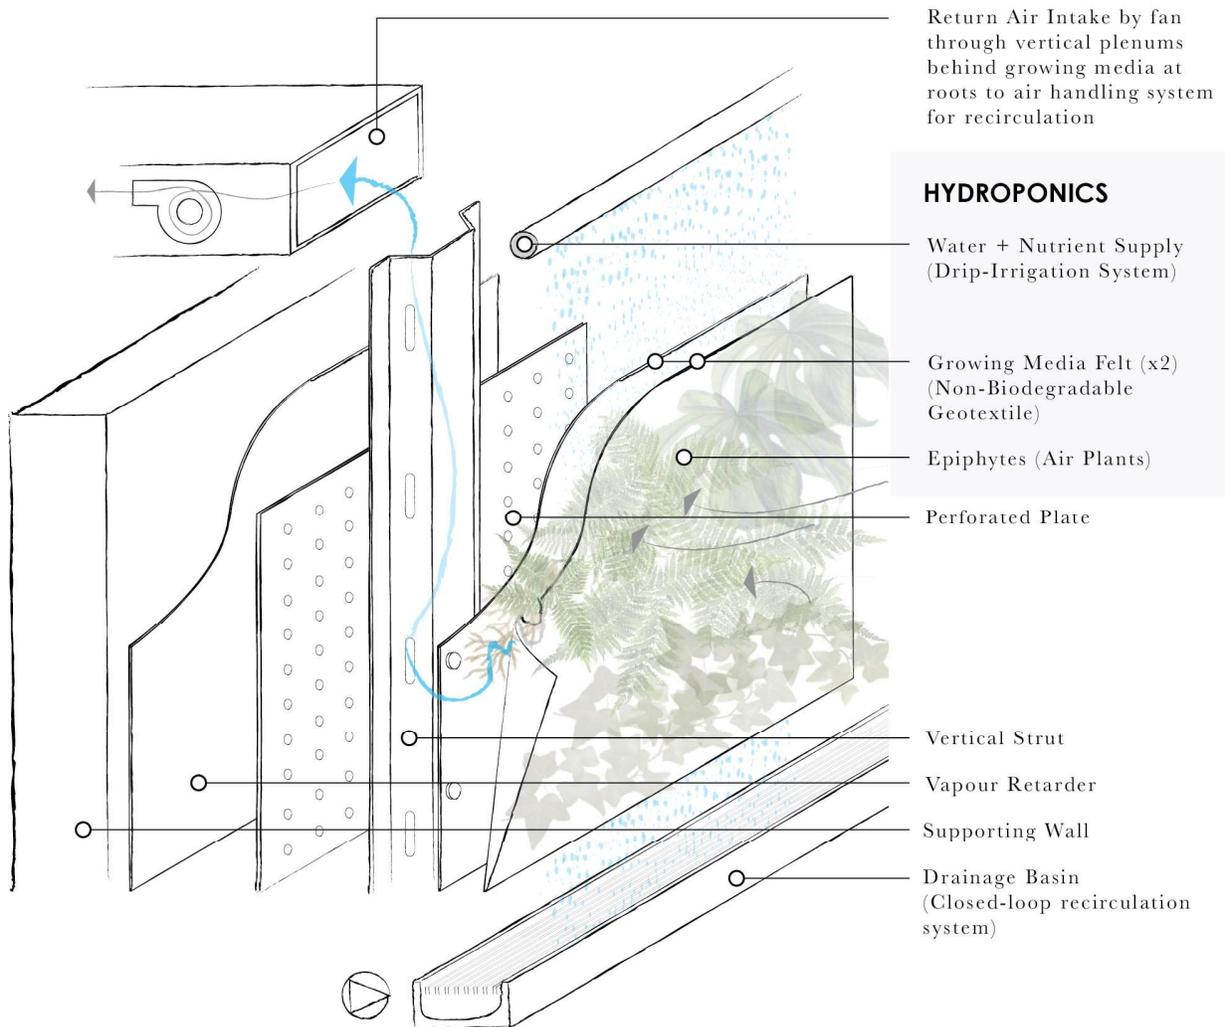 Return Air Intake by fan
through vertical plenums
behind growing media at
roots to air handling system
for recirculation
HYDROPONICS
Water + Nutrient Supply
(Drip-Irrigation System)
Growing Media Felt (x2)
(Non-Biodegradable
Geotextile)
Epiphytes (Air Plants)
Perforated Plate
Vertical Strut
Vapour Retarder
Supporting Wall
Drainage Basin
(Closed-loop recirculation
system)